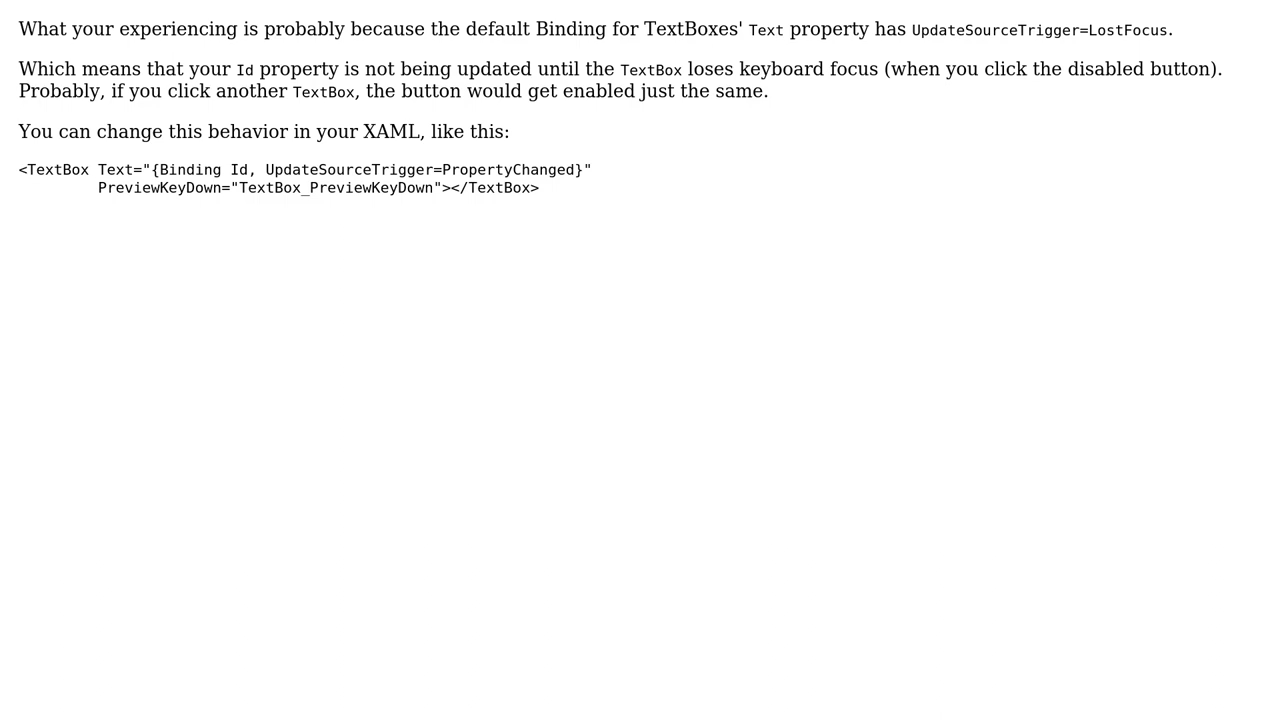 What your experiencing is probably because the default Binding for TextBoxes' Text property has UpdateSourceTrigger=LostFocus.
Which means that your Id property is not being updated until the TextBox loses keyboard focus (when you click the disabled button).
Probably, if you click another TextBox, the button would get enabled just the same.
You can change this behavior in your XAML, like this:
<TextBox Text="{Binding Id, UpdateSourceTrigger=PropertyChanged}"
         PreviewKeyDown="TextBox_PreviewKeyDown"></TextBox>